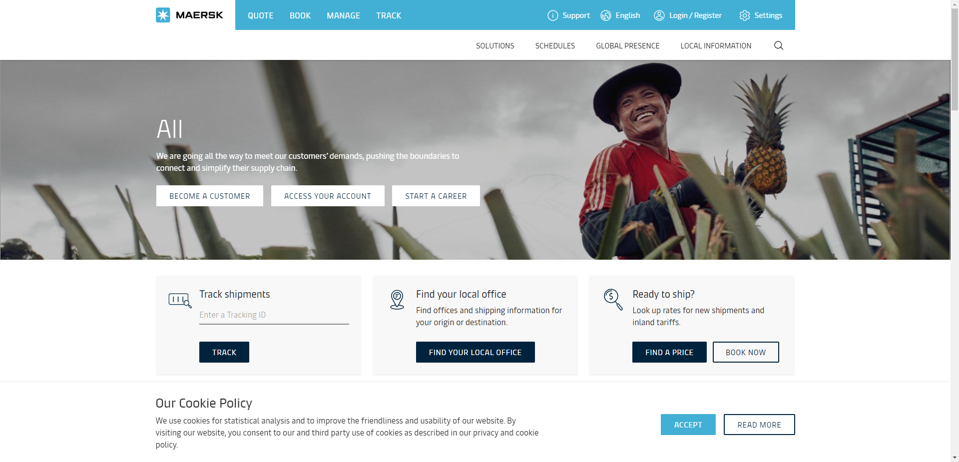 MAERSK
QUOTE BOOK MANAGE TRACK
Support English Login / Register Settings
SOLUTIONS SCHEDULES GLOBAL PRESENCE LOCAL INFORMATION
All
We are going all the way to meet our customers' demands, pushing the boundaries to
connect and simplify their supply chain.
BECOME A CUSTOMER ACCESS YOUR ACCOUNT START A CAREER
Track shipments
Enter a Tracking ID
TRACK
Find your local office
Find offices and shipping information for
your origin or destination.
FIND YOUR LOCAL OFFICE
Ready to ship?
Look up rates for new shipments and
inland tariffs.
FIND A PRICE BOOK NOW
Our Cookie Policy
We use cookies for statistical analysis and to improve the friendliness and usability of our website. By
visiting our website, you consent to our and third party use of cookies as described in our privacy and cookie
policy.
ACCEPT READ MORE